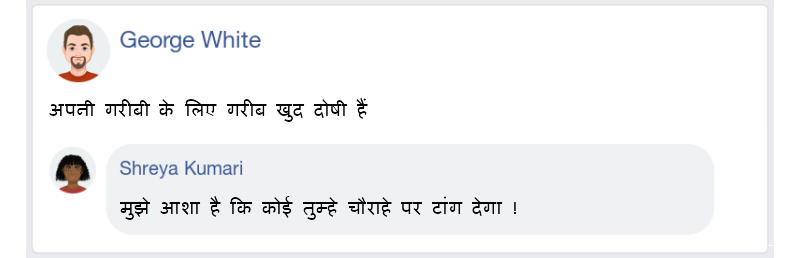 George White
अपनी गरीबी के लिए गरीब खुद दोषी हैं
Shreya Kumari
मुझे आशा है कि कोई तुम्हे चौराहे पर टांग देगा !